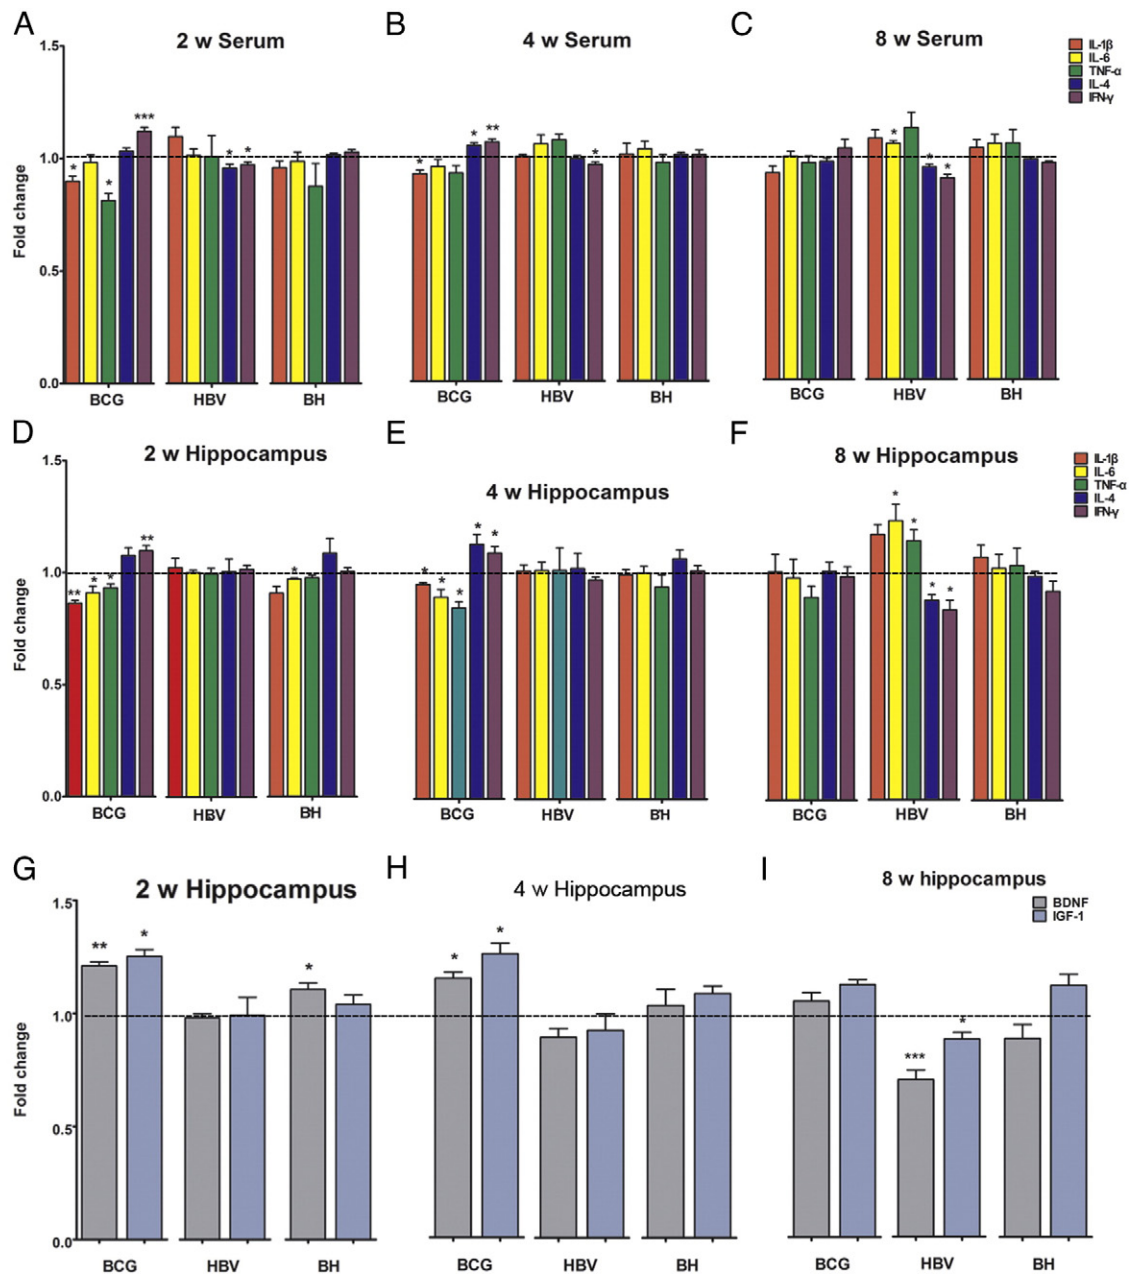 A
2 w Serum
B
4 w Serum
C
8 w Serum
IL-1β
IL-6
TNF-α
IL-4
IFN-γ
1.5
1.0
0.5
0.0
Fold change
* * *** * *
* * ** *
* * *
BCG HBV BH
BCG HBV BH
BCG HBV BH
D
2 w Hippocampus
E
4 w Hippocampus
F
8 w Hippocampus
IL-1β
IL-6
TNF-α
IL-4
IFN-γ
1.5
1.0
0.5
0.0
Fold change
** * * ** *
* * * * *
* * * *
BCG HBV BH
BCG HBV BH
BCG HBV BH
G
2 w Hippocampus
H
4 w Hippocampus
I
8 w hippocampus
BDNF
IGF-1
1.5
1.0
0.5
0.0
Fold change
** * *
* *
*** *
BCG HBV BH
BCG HBV BH
BCG HBV BH